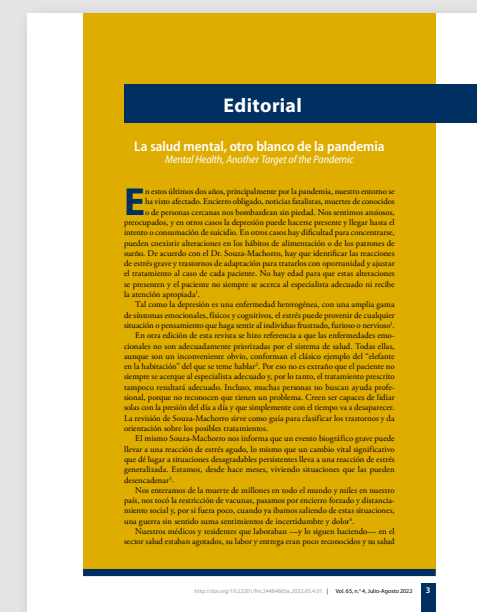 Editorial
La salud mental, otro blanco de la pandemia
Mental Health, Another Target of the Pandemic
En estos últimos dos años, principalmente por la pandemia, nuestro entorno se
ha visto afectado. Encierro obligado, noticias fatalistas, muertes de conocidos
o de personas cercanas nos bombardean sin piedad. Nos sentimos ansiosos,
preocupados, y en otros casos la depresión puede hacerse presente y llegar hasta el
intento o consumación de suicidio. En otros casos hay dificultad para concentrarse,
pueden coexistir alteraciones en los hábitos de alimentación o de los patrones de
sueño. De acuerdo con el Dr. Souza-Machorro, hay que identificar las reacciones
de estrés grave y trastornos de adaptación para tratarlos con oportunidad y ajustar
el tratamiento al caso de cada paciente. No hay edad para que estas alteraciones
se presenten y el paciente no siempre se acerca al especialista adecuado ni recibe
la atención apropiada¹.
Tal como la depresión es una enfermedad heterogénea, con una amplia gama
de síntomas emocionales, físicos y cognitivos, el estrés puede provenir de cualquier
situación o pensamiento que haga sentir al individuo frustrado, furioso o nervioso¹.
En otra edición de esta revista se hizo referencia a que las enfermedades emo-
cionales no son adecuadamente priorizadas por el sistema de salud. Todas ellas,
aunque son un inconveniente obvio, conforman el clásico ejemplo del “elefante
en la habitación” del que se teme hablar². Por eso no es extraño que el paciente no
siempre se acerque al especialista adecuado y, por lo tanto, el tratamiento prescrito
tampoco resultará adecuado. Incluso, muchas personas no buscan ayuda profe-
sional, porque no reconocen que tienen un problema. Creen ser capaces de lidiar
solas con la presión del día a día y que simplemente con el tiempo va a desaparecer.
La revisión de Souza-Machorro sirve como guía para clasificar los trastornos y da
orientación sobre los posibles tratamientos.
El mismo Souza-Machorro nos informa que un evento biográfico grave puede
llevar a una reacción de estrés agudo, lo mismo que un cambio vital significativo
que dé lugar a situaciones desagradables persistentes lleva a una reacción de estrés
generalizada. Estamos, desde hace meses, viviendo situaciones que las pueden
desencadenar³.
Nos enteramos de la muerte de millones en todo el mundo y miles en nuestro
país, nos tocó la restricción de vacunas, pasamos por encierro forzado y distancia-
miento social y, por si fuera poco, cuando ya íbamos saliendo de estas situaciones,
una guerra sin sentido suma sentimientos de incertidumbre y dolor⁴.
Nuestros médicos y residentes que laboraban —y lo siguen haciendo— en el
sector salud estaban agotados, su labor y entrega eran poco reconocidos y su salud
http://doi.org/10.22201/fm.24484865e.2022.65.4.01 | Vol. 65, n.º 4, Julio-Agosto 2022 3